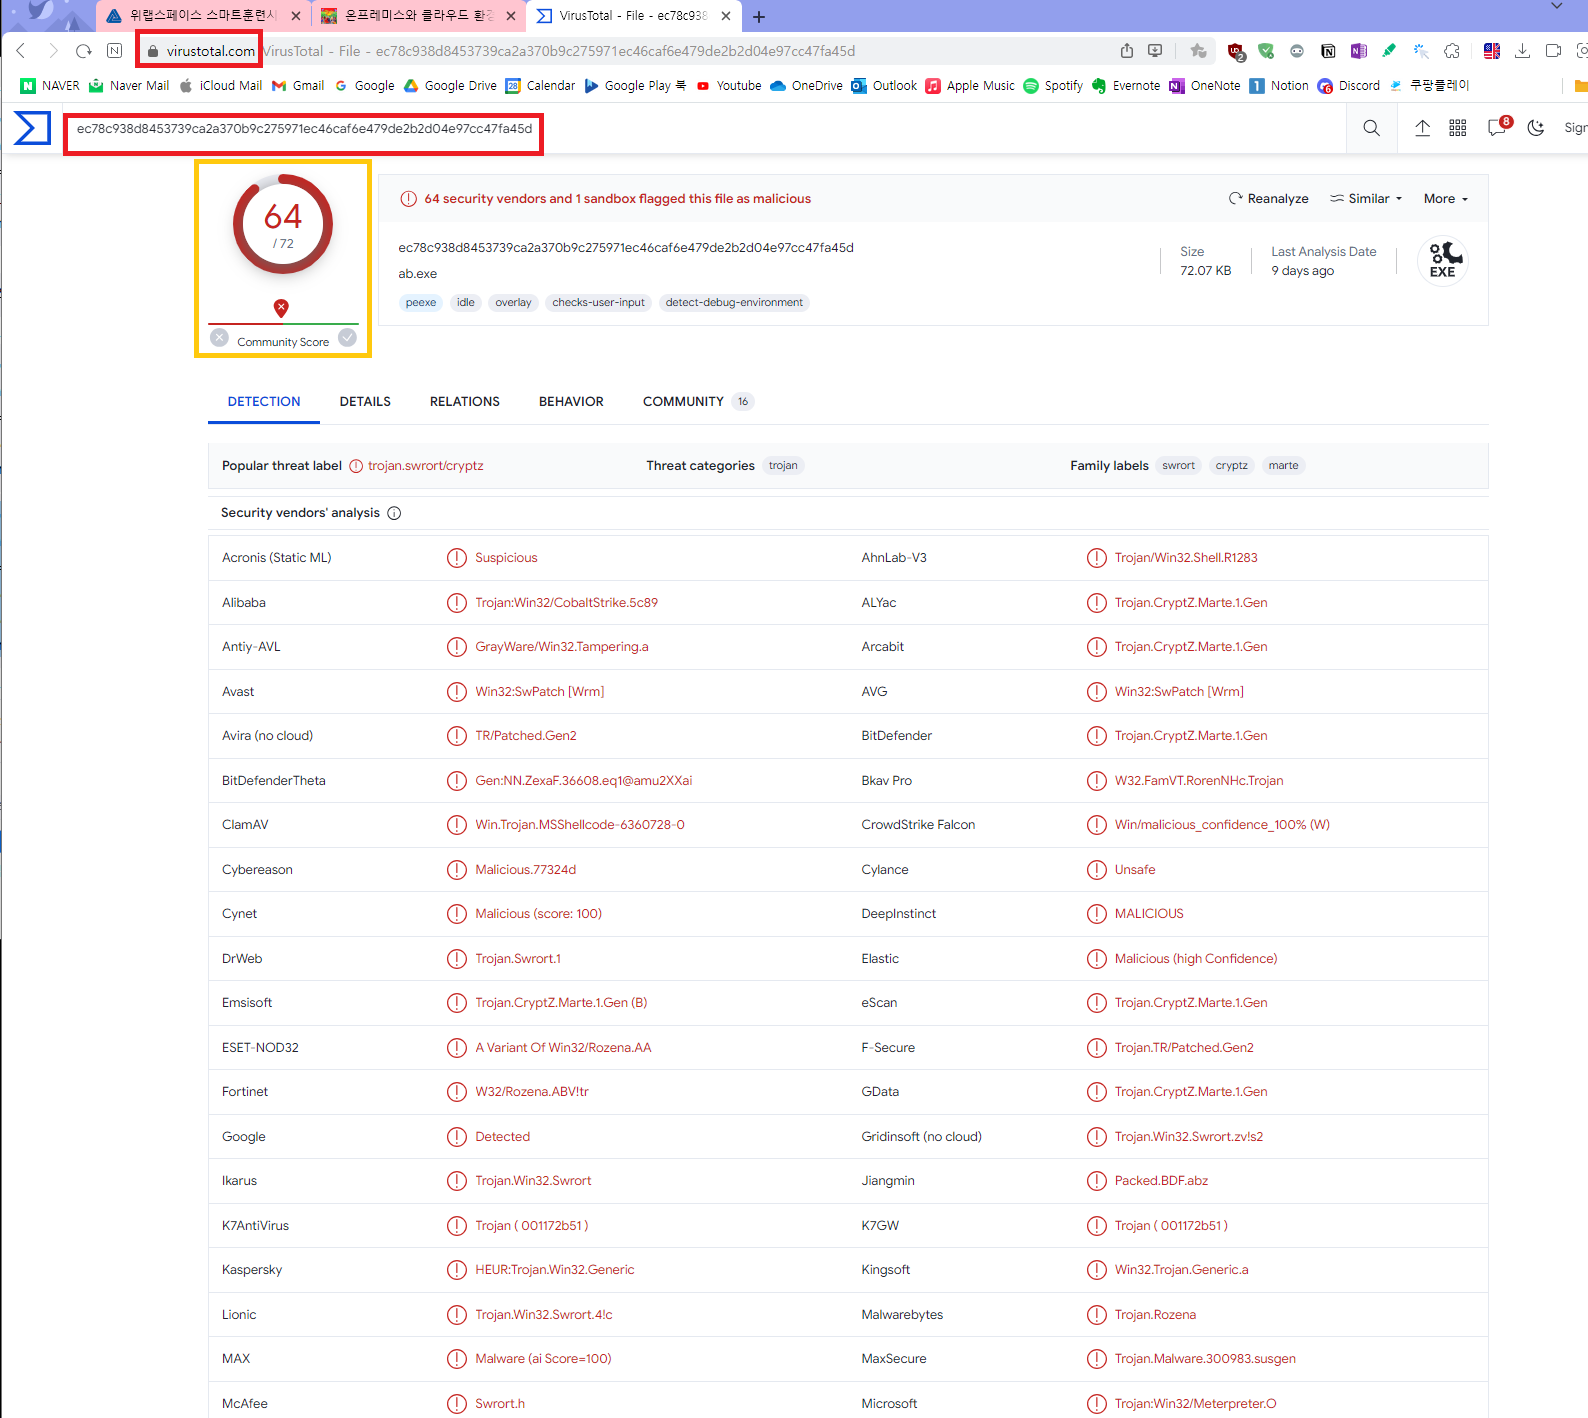 위랩스페이스 스마트훈련시
온프레미스와 클라우드 환경
VirusTotal - File - ec78c938
virustotal.com VirusTotal - File - ec78c938d8453739ca2a370b9c275971ec46caf6e479de2b2d04e97cc47fa45d
2
NAVER Naver Mail iCloud Mail Gmail Google Google Drive 28 Calendar Google Play 북 Youtube OneDrive Outlook Apple Music Spotify Evernote OneNote Notion Discord 쿠팡플레이
ec78c938d8453739ca2a370b9c275971ec46caf6e479de2b2d04e97cc47fa45d
8
Sign
64
/ 72
Community Score
64 security vendors and 1 sandbox flagged this file as malicious
Reanalyze Similar More
ec78c938d8453739ca2a370b9c275971ec46caf6e479de2b2d04e97cc47fa45d
ab.exe
peexe idle overlay checks-user-input detect-debug-environment
Size
72.07 KB
Last Analysis Date
9 days ago
EXE
DETECTION DETAILS RELATIONS BEHAVIOR COMMUNITY 16
Popular threat label trojan.swrort/cryptz Threat categories trojan Family labels swrort cryptz marte
Security vendors' analysis
Acronis (Static ML) Suspicious AhnLab-V3 Trojan/Win32.Shell.R1283
Alibaba Trojan:Win32/CobaltStrike.5c89 ALYac Trojan.CryptZ.Marte.1.Gen
Antiy-AVL GrayWare/Win32.Tampering.a Arcabit Trojan.CryptZ.Marte.1.Gen
Avast Win32:SwPatch [Wrm] AVG Win32:SwPatch [Wrm]
Avira (no cloud) TR/Patched.Gen2 BitDefender Trojan.CryptZ.Marte.1.Gen
BitDefenderTheta Gen:NN.ZexaF.36608.eq1@amu2XXai Bkav Pro W32.FamVT.RorenNHc.Trojan
ClamAV Win.Trojan.MSShellcode-6360728-0 CrowdStrike Falcon Win/malicious_confidence_100% (W)
Cybereason Malicious.77324d Cylance Unsafe
Cynet Malicious (score: 100) DeepInstinct MALICIOUS
DrWeb Trojan.Swrort.1 Elastic Malicious (high Confidence)
Emsisoft Trojan.CryptZ.Marte.1.Gen (B) eScan Trojan.CryptZ.Marte.1.Gen
ESET-NOD32 A Variant Of Win32/Rozena.AA F-Secure Trojan.TR/Patched.Gen2
Fortinet W32/Rozena.ABV!tr GData Trojan.CryptZ.Marte.1.Gen
Google Detected Gridinsoft (no cloud) Trojan.Win32.Swrort.zv!s2
Ikarus Trojan.Win32.Swrort Jiangmin Packed.BDF.abz
K7AntiVirus Trojan ( 001172b51 ) K7GW Trojan ( 001172b51 )
Kaspersky HEUR:Trojan.Win32.Generic Kingsoft Win32.Trojan.Generic.a
Lionic Trojan.Win32.Swrort.4!c Malwarebytes Trojan.Rozena
MAX Malware (ai Score=100) MaxSecure Trojan.Malware.300983.susgen
McAfee Swrort.h Microsoft Trojan:Win32/Meterpreter.O